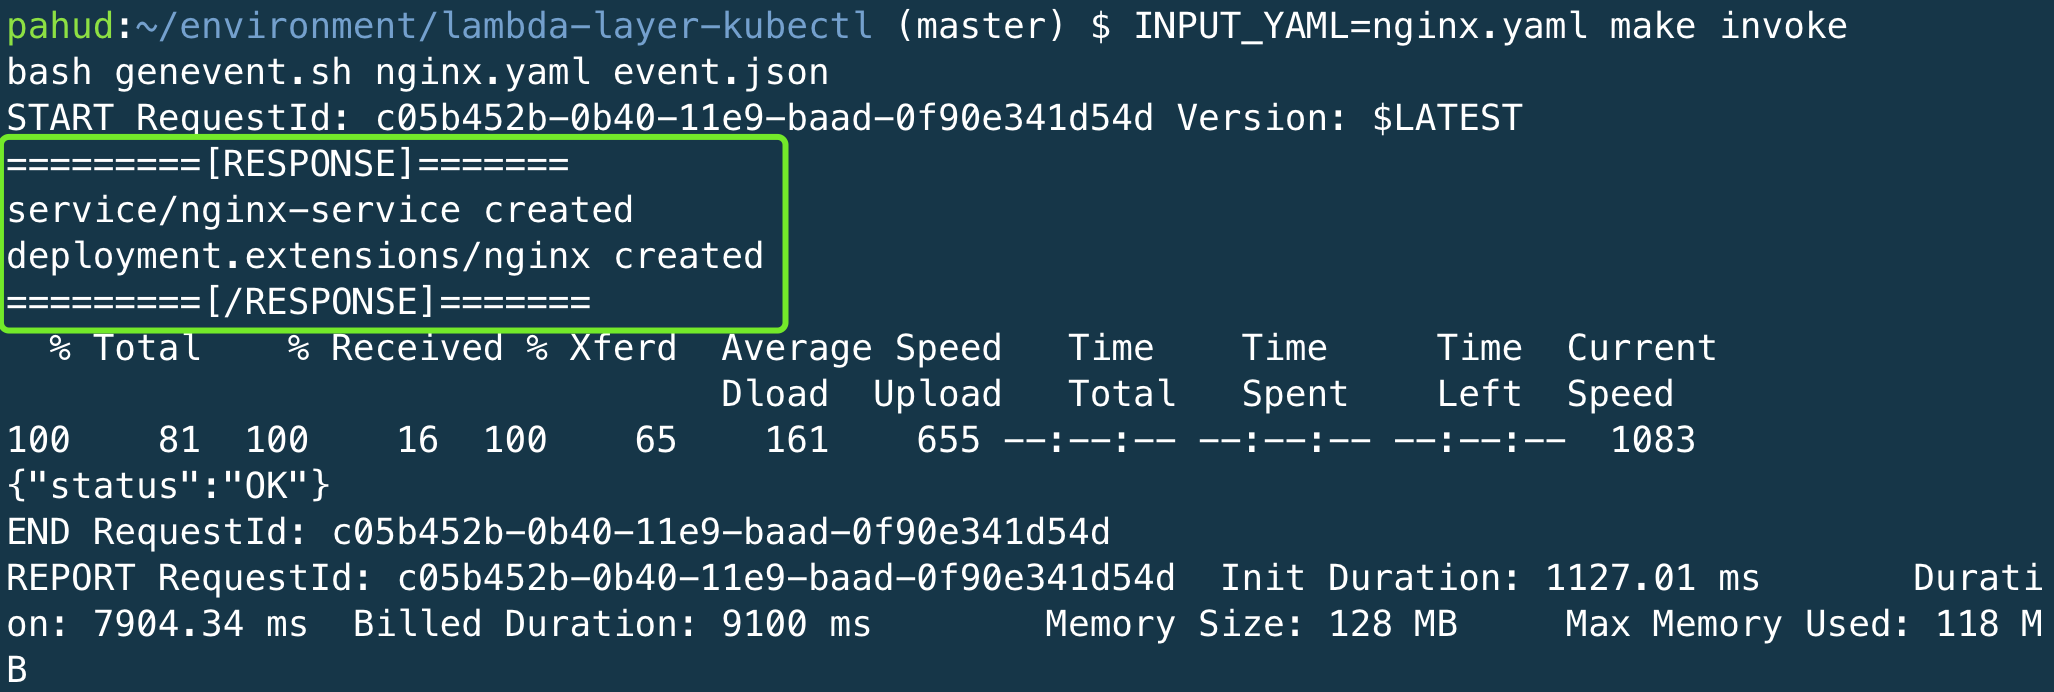 pahud:~/environment/lambda-layer-kubectl (master) $ INPUT_YAML=nginx.yaml make invoke
bash genevent.sh nginx.yaml event.json
START RequestId: c05b452b-0b40-11e9-baad-0f90e341d54d Version: $LATEST
=========[RESPONSE]=======
service/nginx-service created
deployment.extensions/nginx created
=========[/RESPONSE]=======
  % Total    % Received % Xferd  Average Speed   Time    Time     Time  Current
                                 Dload  Upload   Total   Spent    Left  Speed
100    81  100    16  100    65    161    655 --:--:-- --:--:-- --:--:--  1083
{"status":"OK"}
END RequestId: c05b452b-0b40-11e9-baad-0f90e341d54d
REPORT RequestId: c05b452b-0b40-11e9-baad-0f90e341d54d  Init Duration: 1127.01 ms       Durati
on: 7904.34 ms  Billed Duration: 9100 ms        Memory Size: 128 MB     Max Memory Used: 118 M
B